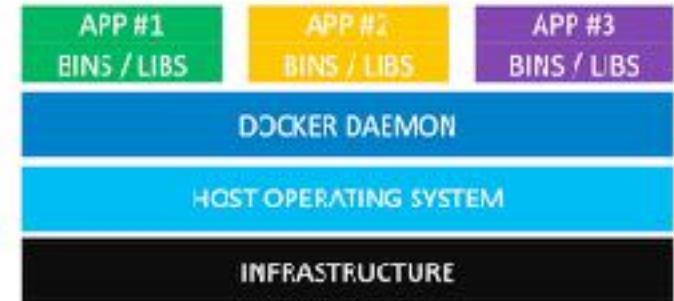 APP #1
BINS / LIBS
APP #2
BINS / LIBS
APP #3
BINS / LIBS
DOCKER DAEMON
HOST OPERATING SYSTEM
INFRASTRUCTURE